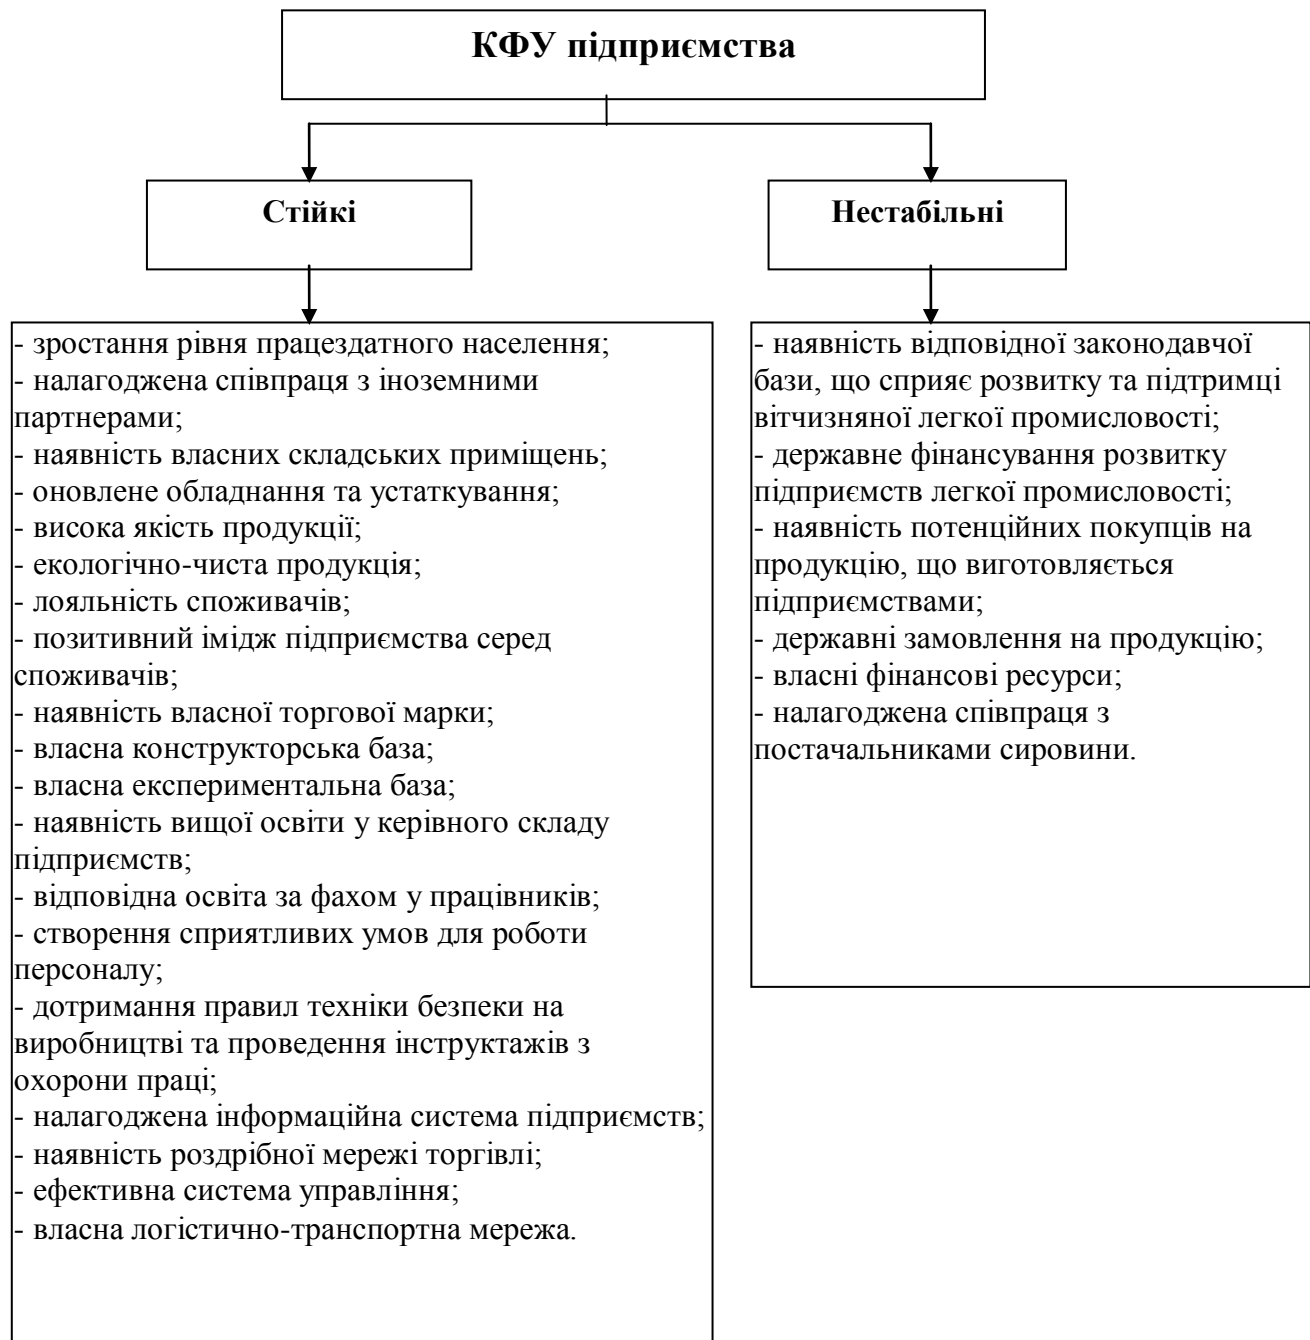 КФУ підприємства
Стійкі
Нестабільні
- зростання рівня працездатного населення;
- налагоджена співпраця з іноземними
партнерами;
- наявність власних складських приміщень;
- оновлене обладнання та устаткування;
- висока якість продукції;
- екологічно-чиста продукція;
- лояльність споживачів;
- позитивний імідж підприємства серед
споживачів;
- наявність власної торгової марки;
- власна конструкторська база;
- власна експериментальна база;
- наявність вищої освіти у керівного складу
підприємств;
- відповідна освіта за фахом у працівників;
- створення сприятливих умов для роботи
персоналу;
- дотримання правил техніки безпеки на
виробництві та проведення інструктажів з
охорони праці;
- налагоджена інформаційна система підприємств;
- наявність роздрібної мережі торгівлі;
- ефективна система управління;
- власна логістично-транспортна мережа.
- наявність відповідної законодавчої
бази, що сприяє розвитку та підтримці
вітчизняної легкої промисловості;
- державне фінансування розвитку
підприємств легкої промисловості;
- наявність потенційних покупців на
продукцію, що виготовляється
підприємствами;
- державні замовлення на продукцію;
- власні фінансові ресурси;
- налагоджена співпраця з
постачальниками сировини.